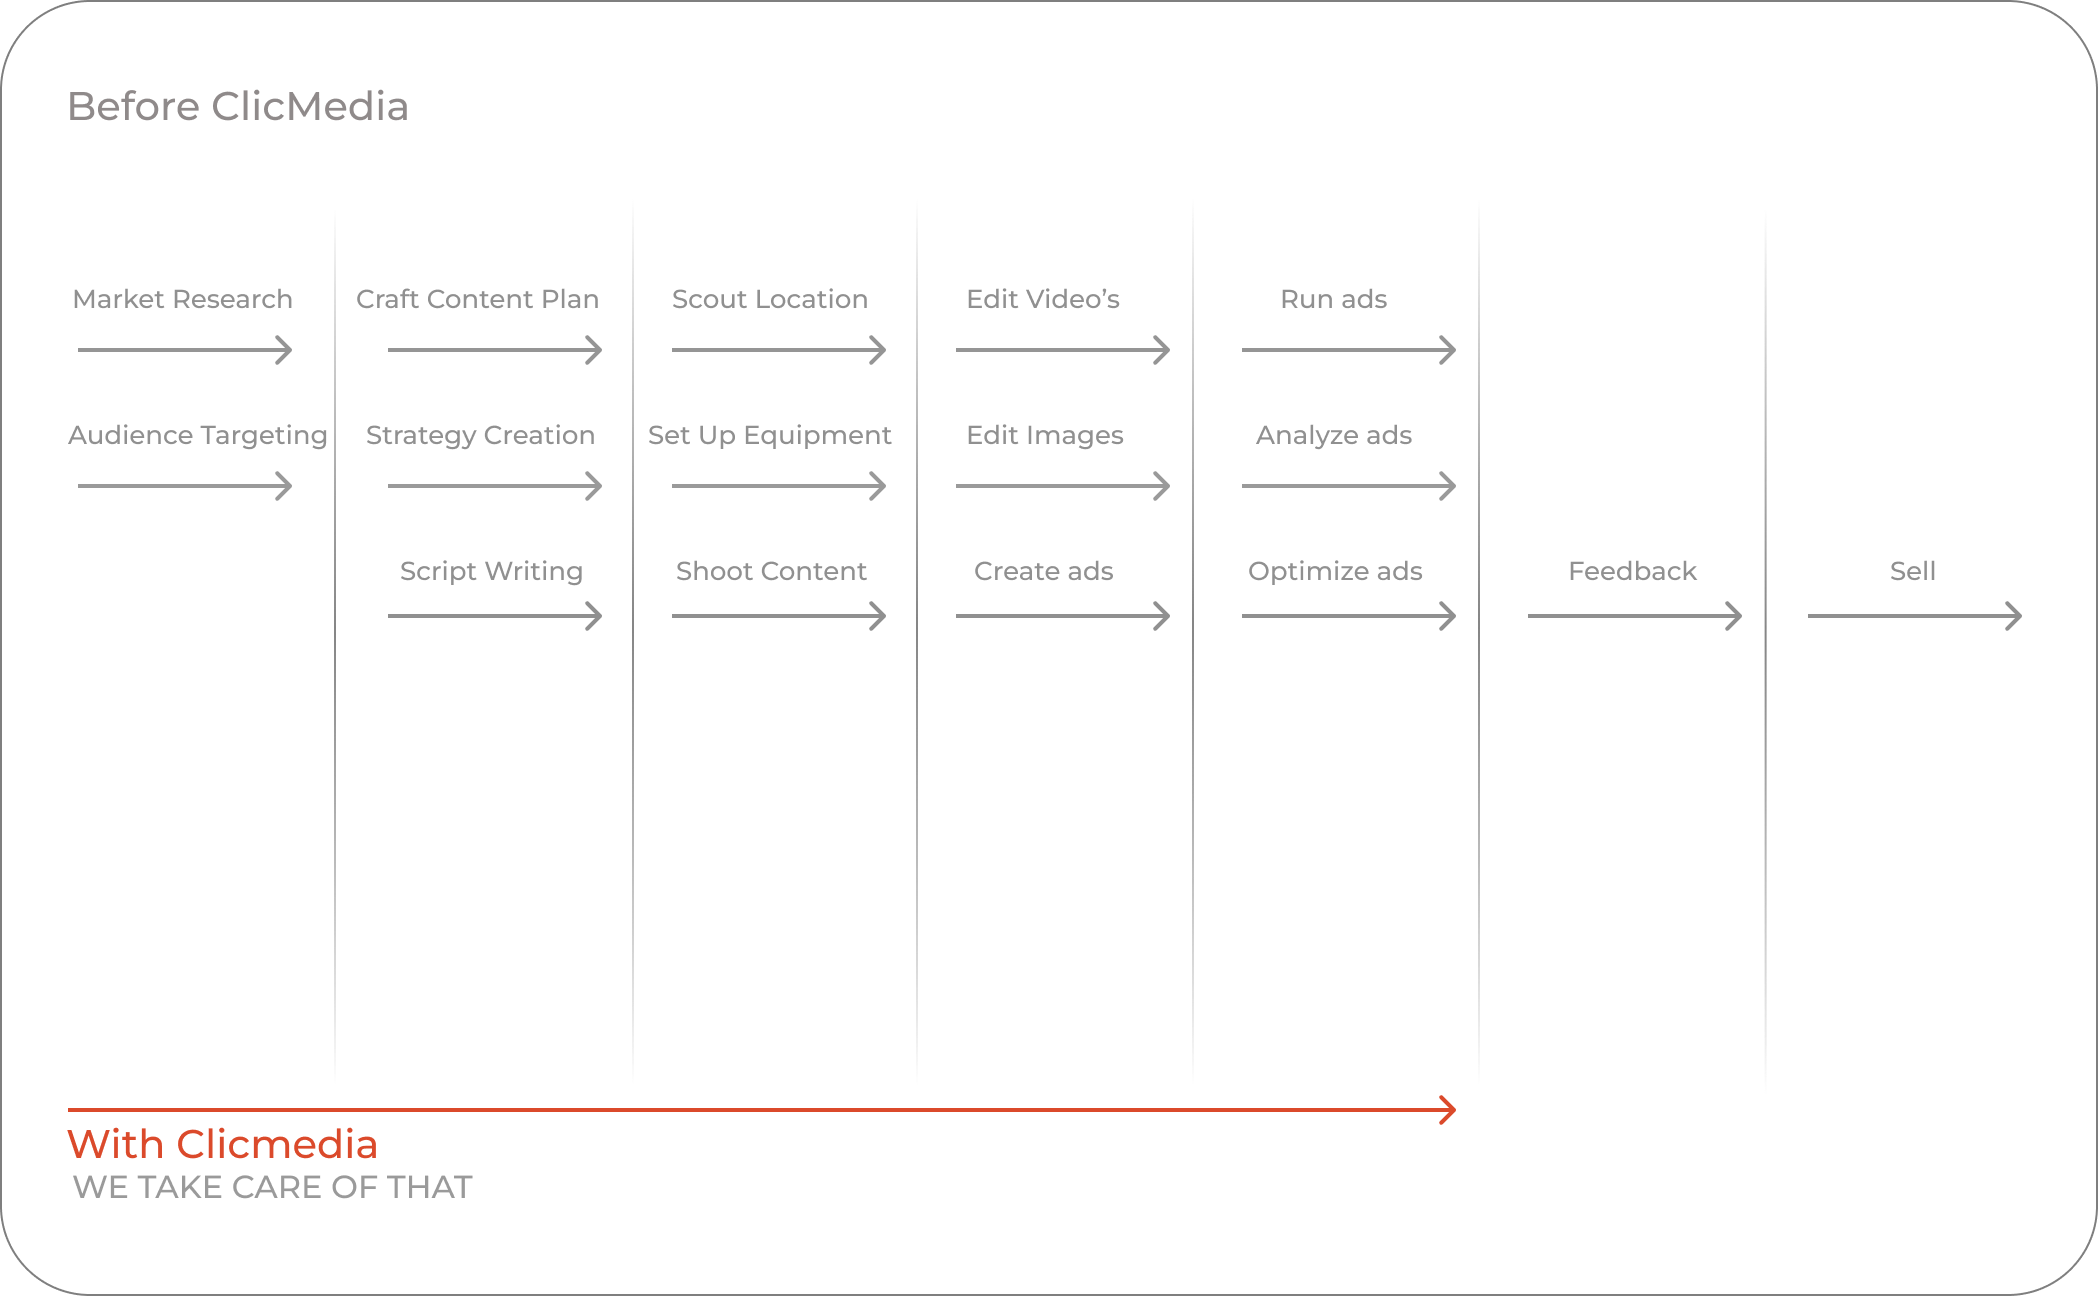 Before ClicMedia
Market Research
Craft Content Plan
Scout Location
Edit Video’s
Run ads
Audience Targeting
Strategy Creation
Set Up Equipment
Edit Images
Analyze ads
Script Writing
Shoot Content
Create ads
Optimize ads
Feedback
Sell
With Clicmedia
WE TAKE CARE OF THAT